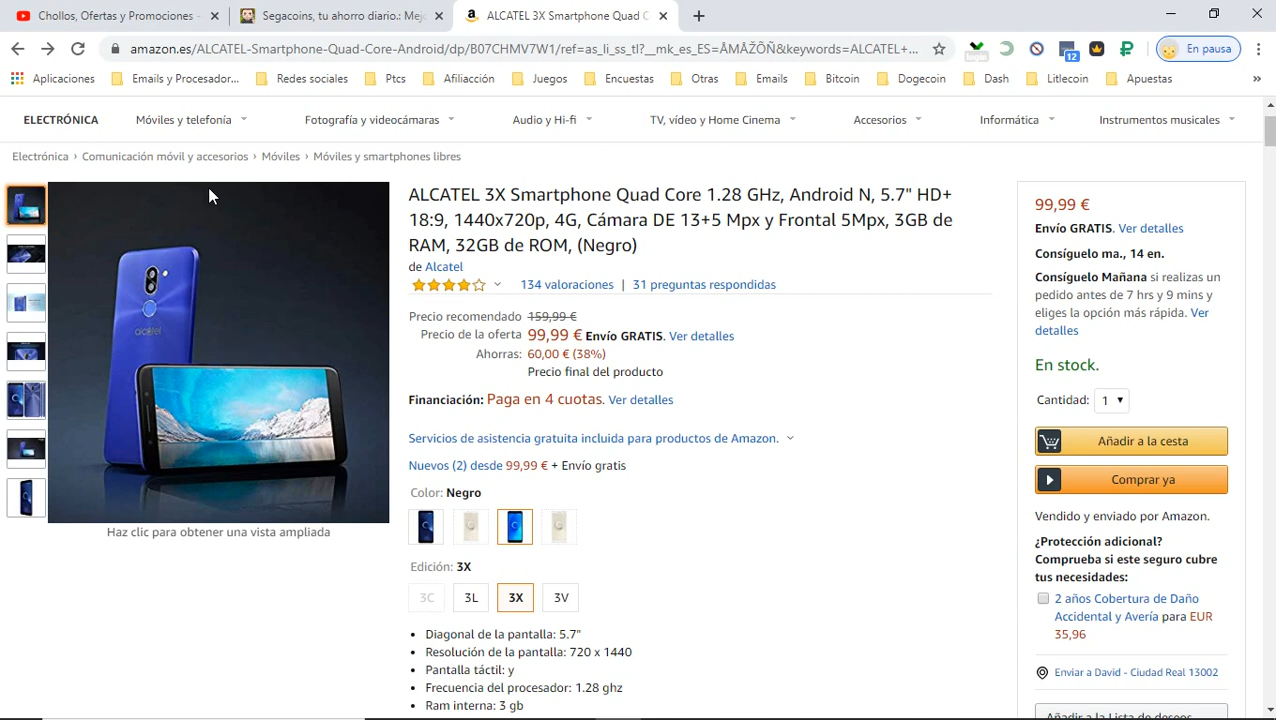 Chollos, Ofertas y Promociones -
Segacoins, tu ahorro diario.: Mejo
ALCATEL 3X Smartphone Quad C
amazon.es/ALCATEL-Smartphone-Quad-Core-Android/dp/B07CHMV7W1/ref=as_li_ss_tl?__mk_es_ES=ÅMÅŽÕÑ&keywords=ALCATEL+...
12
En pausa
Aplicaciones
Emails y Procesador...
Redes sociales
Ptcs
Afiliacción
Juegos
Encuestas
Otras
Emails
Bitcoin
Dogecoin
Dash
Litlecoin
Apuestas
»
ELECTRÓNICA
Móviles y telefonía
Fotografía y videocámaras
Audio y Hi-fi
TV, vídeo y Home Cinema
Accesorios
Informática
Instrumentos musicales
Electrónica › Comunicación móvil y accesorios › Móviles › Móviles y smartphones libres
alcatel
Haz clic para obtener una vista ampliada
ALCATEL 3X Smartphone Quad Core 1.28 GHz, Android N, 5.7" HD+
18:9, 1440x720p, 4G, Cámara DE 13+5 Mpx y Frontal 5Mpx, 3GB de
RAM, 32GB de ROM, (Negro)
de Alcatel
134 valoraciones | 31 preguntas respondidas
Precio recomendado 159,99 €
Precio de la oferta 99,99 € Envío GRATIS. Ver detalles
Ahorras: 60,00 € (38%)
Precio final del producto
Financiación: Paga en 4 cuotas. Ver detalles
Servicios de asistencia gratuita incluida para productos de Amazon.
Nuevos (2) desde 99,99 € + Envío gratis
Color: Negro
Edición: 3X
3C
3L
3X
3V
• Diagonal de la pantalla: 5.7"
• Resolución de la pantalla: 720 x 1440
• Pantalla táctil: y
• Frecuencia del procesador: 1.28 ghz
• Ram interna: 3 gb
99,99 €
Envío GRATIS. Ver detalles
Consíguelo ma., 14 en.
Consíguelo Mañana si realizas un
pedido antes de 7 hrs y 9 mins y
eliges la opción más rápida. Ver
detalles
En stock.
Cantidad: 1
Añadir a la cesta
Comprar ya
Vendido y enviado por Amazon.
¿Protección adicional?
Comprueba si este seguro cubre
tus necesidades:
2 años Cobertura de Daño
Accidental y Avería para EUR
35,96
Enviar a David - Ciudad Real 13002
Añadir a la Lista de deseos